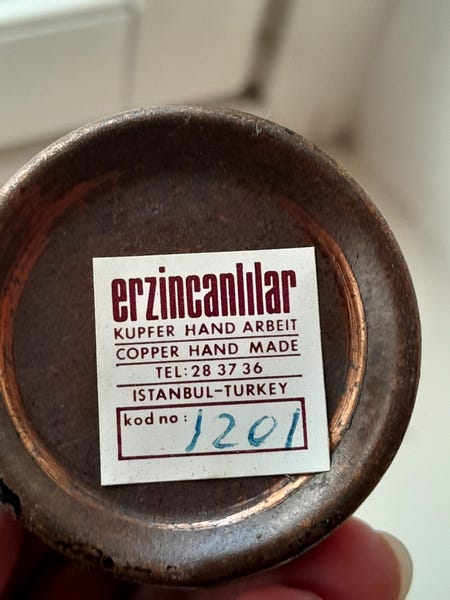 erzincanlılar
KUPFER HAND ARBEIT
COPPER HAND MADE
TEL: 28 37 36
ISTANBUL-TURKEY
kod no: 1201